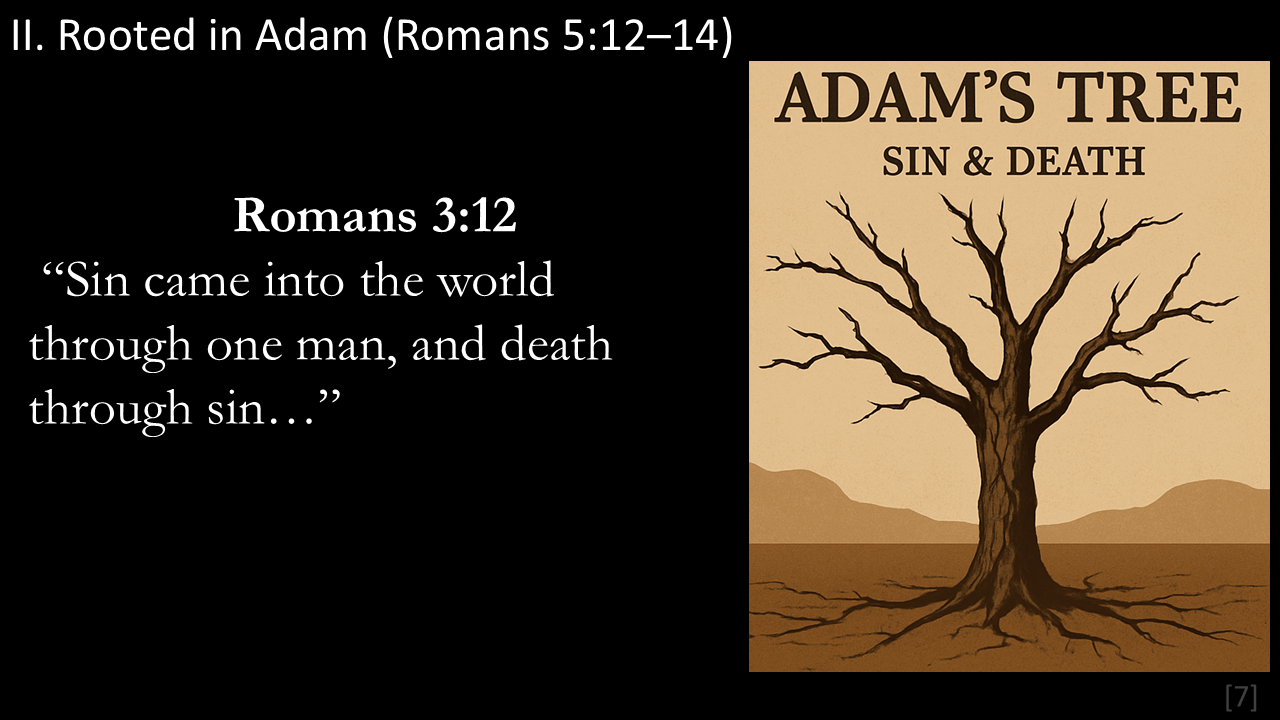 II. Rooted in Adam (Romans 5:12–14)
ADAM’S TREE
SIN & DEATH
Romans 3:12
“Sin came into the world
through one man, and death
through sin…”
[7]